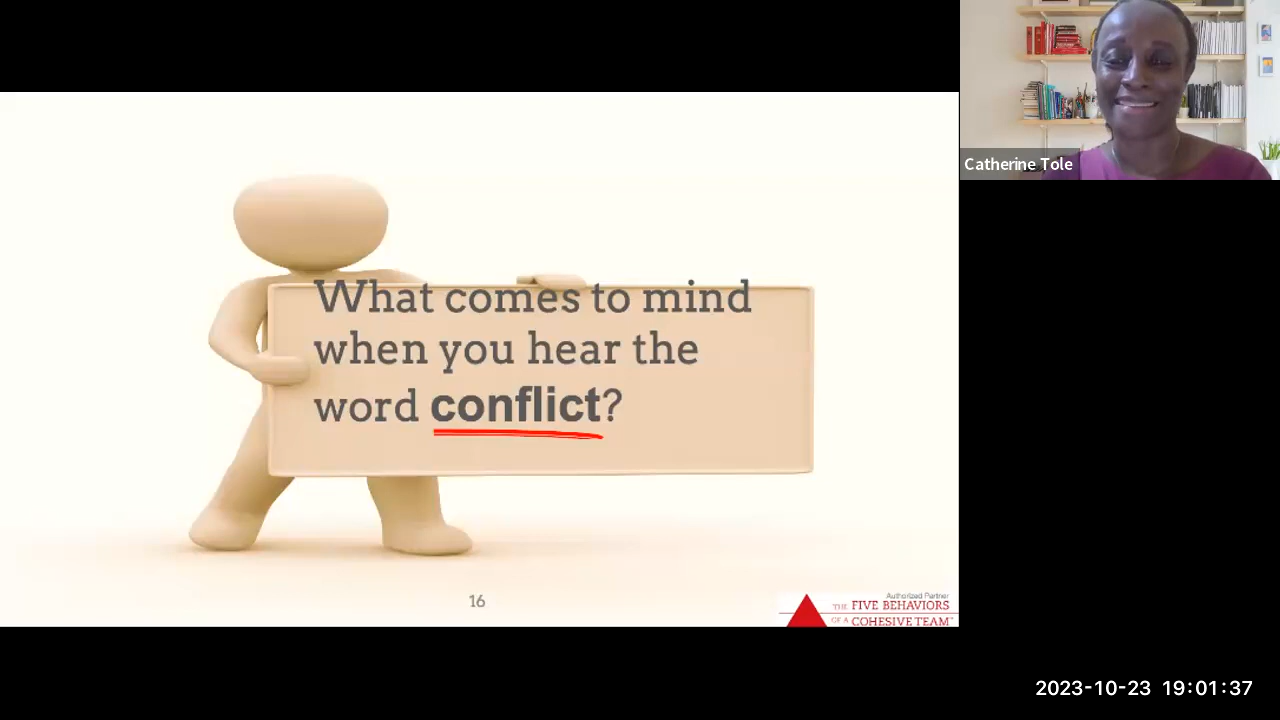 Catherine Tole
What comes to mind
when you hear the
word conflict?
16
Authorized Partner
THE FIVE BEHAVIORS
OF A COHESIVE TEAM™
2023-10-23 19:01:37